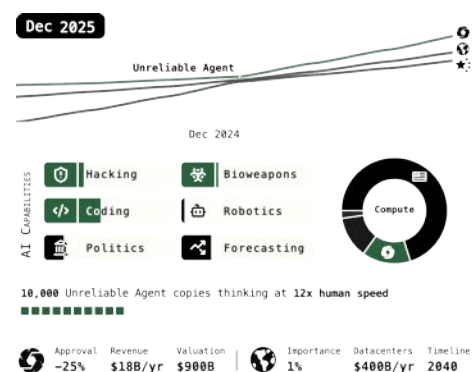 Dec 2025
Unreliable Agent
Dec 2024
AI Capabilities
Hacking
Bioweapons
Coding
Robotics
Politics
Forecasting
Compute
10,000 Unreliable Agent copies thinking at 12x human speed
Approval Revenue Valuation Importance Datacenters Timeline
-25% $18B/yr $900B 1% $400B/yr 2040